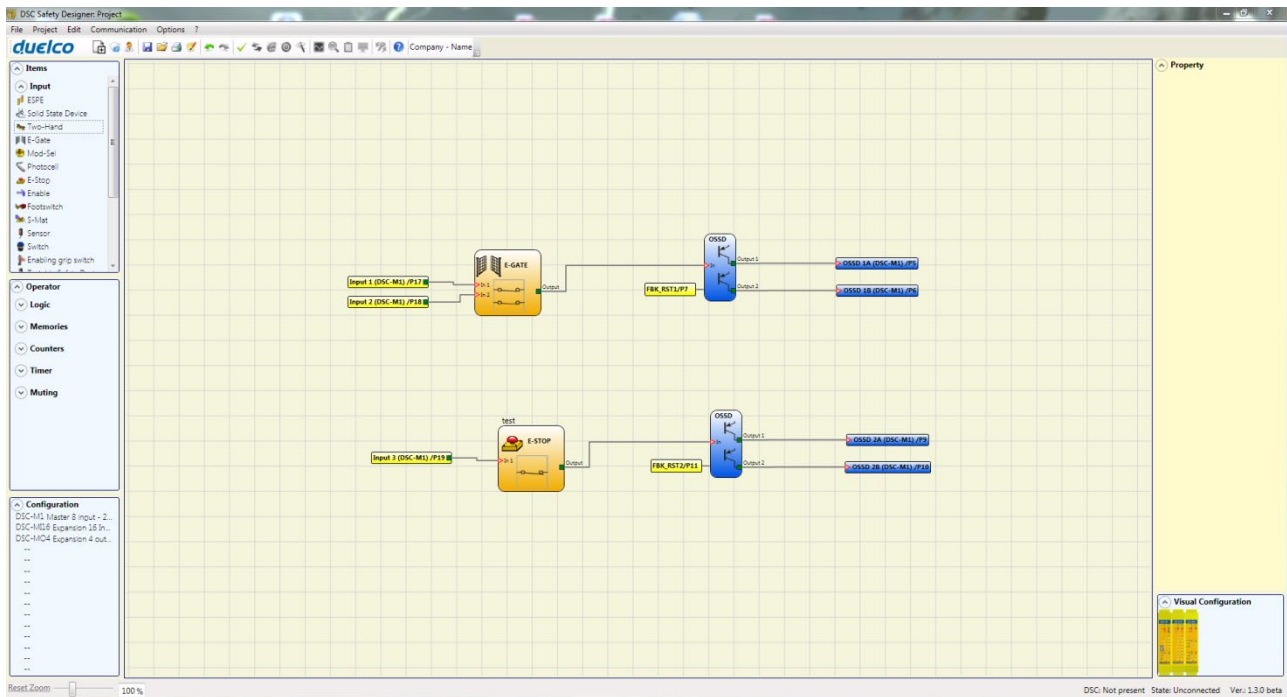 DSC Safety Designer: Project
File Project Edit Communication Options ?
duelco
Company - Name
Items
Input
ESPE
Solid State Device
Two-Hand
E-Gate
Mod-Sel
Photocell
E-Stop
Enable
Footswitch
S-Mat
Sensor
Switch
Enabling grip switch
Operator
Logic
Memories
Counters
Timer
Muting
Configuration
DSC-M1 Master 8 input - 2...
DSC-MI16 Expansion 16 In...
DSC-MO4 Expansion 4 out...
--
--
--
--
--
--
--
--
--
--
--
--
Reset Zoom
100 %
Input 1 (DSC-M1) /P17
Input 2 (DSC-M1) /P18
E-GATE
In 1
In 2
Output
FBK_RST1/P7
OSSD
In
Output 1
Output 2
OSSD 1A (DSC-M1) /P5
OSSD 1B (DSC-M1) /P6
test
Input 3 (DSC-M1) /P19
E-STOP
In 1
Output
FBK_RST2/P11
OSSD
In
Output 1
Output 2
OSSD 2A (DSC-M1) /P9
OSSD 2B (DSC-M1) /P10
Property
Visual Configuration
DSC: Not present State: Unconnected Ver.: 1.3.0 beta